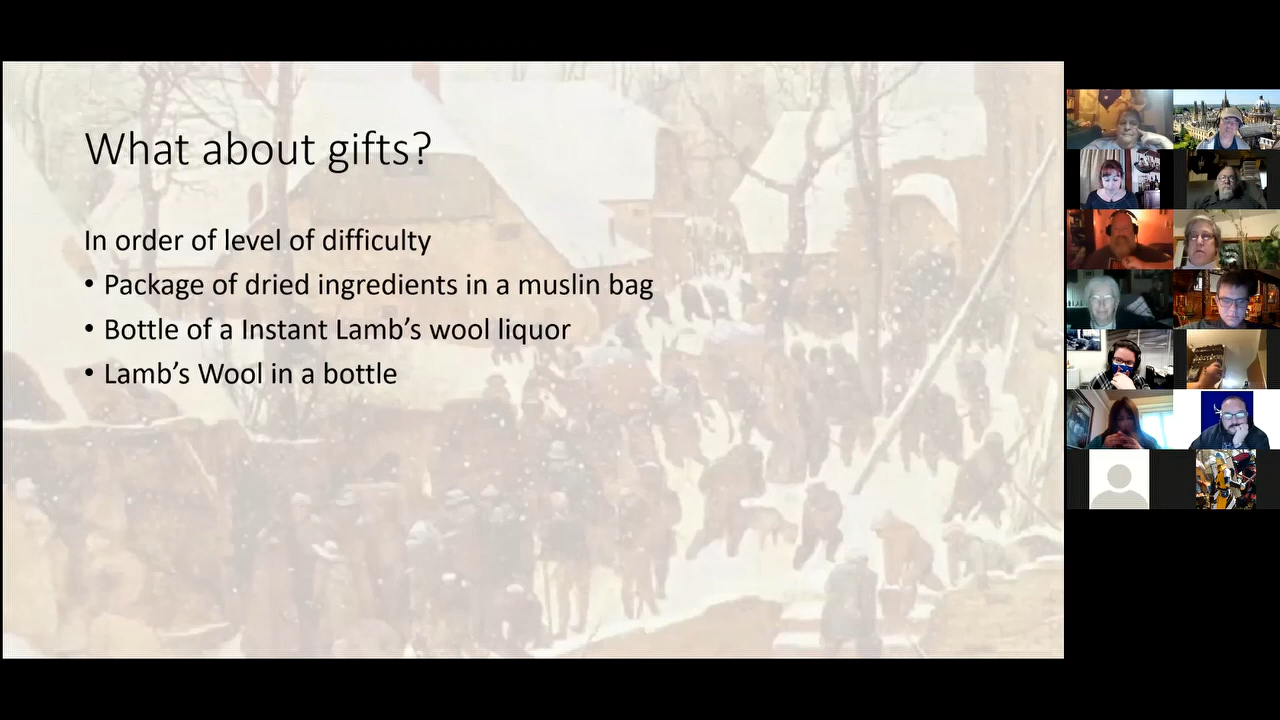 What about gifts?
In order of level of difficulty
• Package of dried ingredients in a muslin bag
• Bottle of a Instant Lamb’s wool liquor
• Lamb’s Wool in a bottle